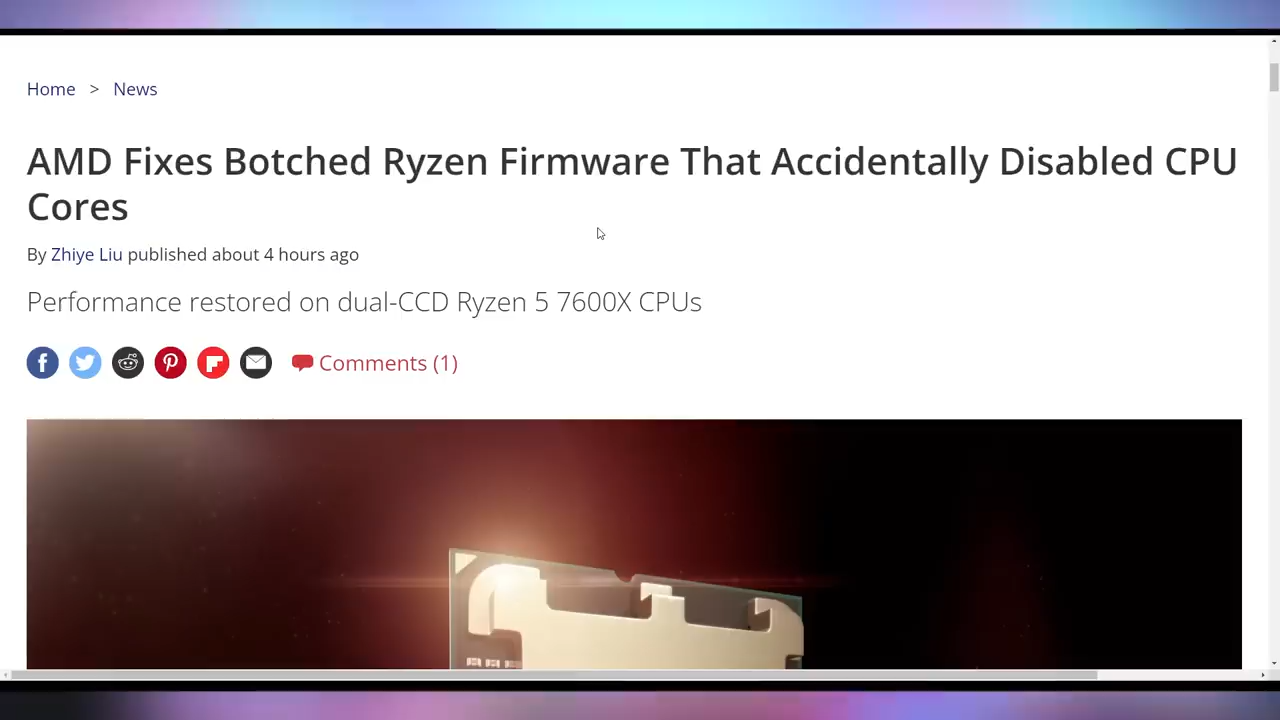 Home > News
AMD Fixes Botched Ryzen Firmware That Accidentally Disabled CPU
Cores
By Zhiye Liu published about 4 hours ago
Performance restored on dual-CCD Ryzen 5 7600X CPUs
Comments (1)